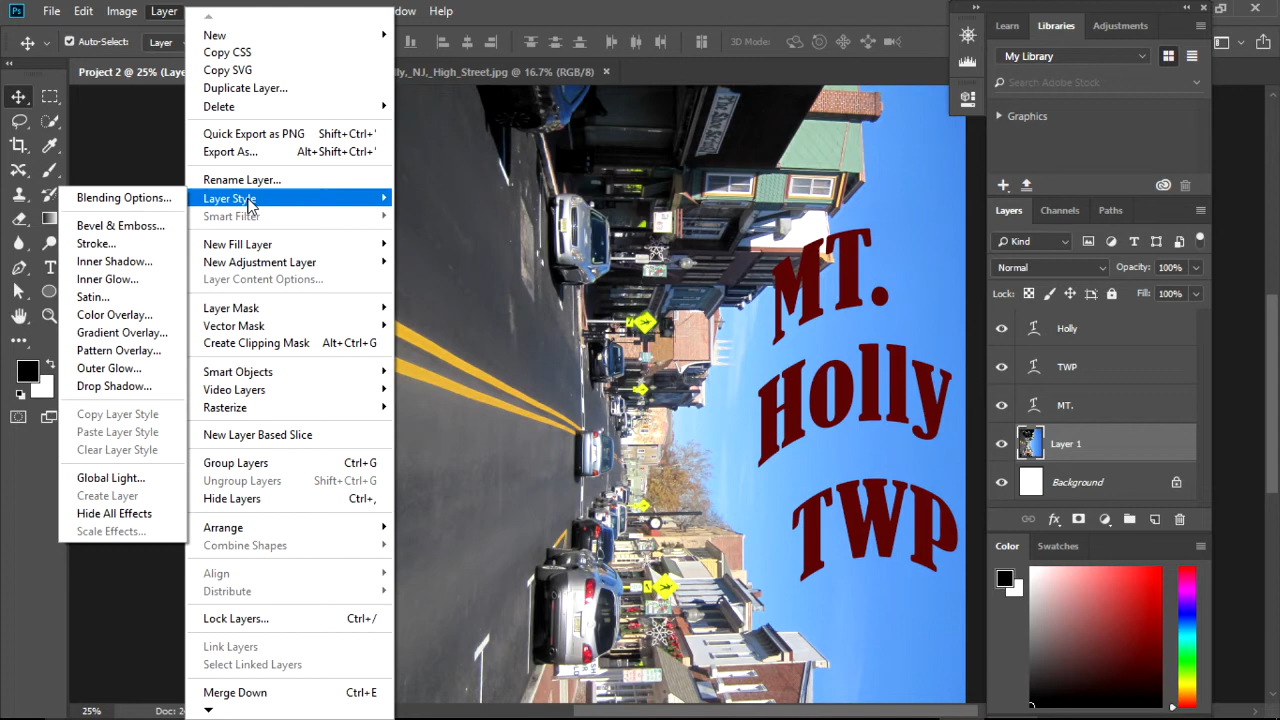 Ps File Edit Image Layer dow Help
Auto-Select: Layer 3D Mode:
Project 2 @ 25% (Laye lly,_NJ,_High_Street.jpg @ 16.7% (RGB/8) ×
New
Copy CSS
Copy SVG
Duplicate Layer...
Delete
Quick Export as PNG Shift+Ctrl+'
Export As... Alt+Shift+Ctrl+'
Rename Layer...
Layer Style
Smart Filter
New Fill Layer
New Adjustment Layer
Layer Content Options...
Layer Mask
Vector Mask
Create Clipping Mask Alt+Ctrl+G
Smart Objects
Video Layers
Rasterize
New Layer Based Slice
Group Layers Ctrl+G
Ungroup Layers Shift+Ctrl+G
Hide Layers Ctrl+,
Arrange
Combine Shapes
Align
Distribute
Lock Layers... Ctrl+/
Link Layers
Select Linked Layers
Merge Down Ctrl+E
Blending Options...
Bevel & Emboss...
Stroke...
Inner Shadow...
Inner Glow...
Satin...
Color Overlay...
Gradient Overlay...
Pattern Overlay...
Outer Glow...
Drop Shadow...
Copy Layer Style
Paste Layer Style
Clear Layer Style
Global Light...
Create Layer
Hide All Effects
Scale Effects...
MT.
Holly
TWP
Learn Libraries Adjustments
My Library
Search Adobe Stock
Graphics
Layers Channels Paths
Kind
Normal Opacity: 100%
Lock: Fill: 100%
Holly
TWP
MT.
Layer 1
Background
Color Swatches
25% Doc: 2